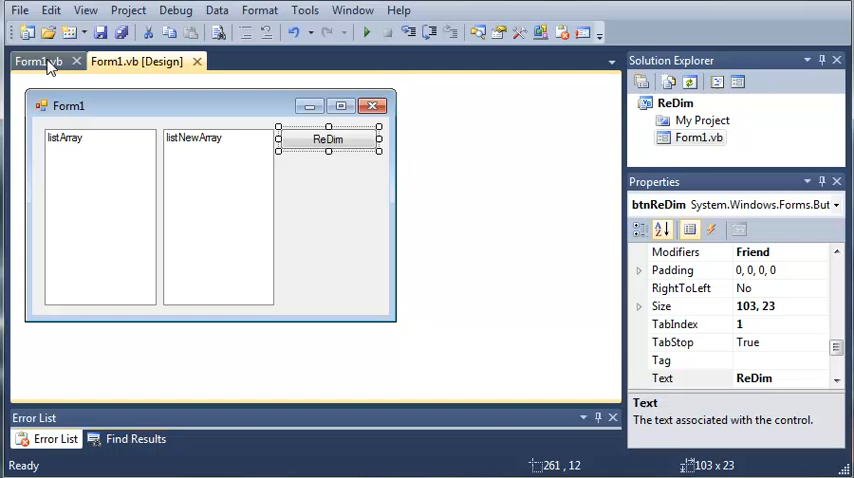 File Edit View Project Debug Data Format Tools Window Help
Form1.vb Form1.vb [Design]
Form1
listArray listNewArray ReDim
Solution Explorer
ReDim
My Project
Form1.vb
Properties
btnReDim System.Windows.Forms.But
Modifiers Friend
Padding 0, 0, 0, 0
RightToLeft No
Size 103, 23
TabIndex 1
TabStop True
Tag
Text ReDim
Text
The text associated with the control.
Error List
Error List Find Results
Ready 261 , 12 103 x 23